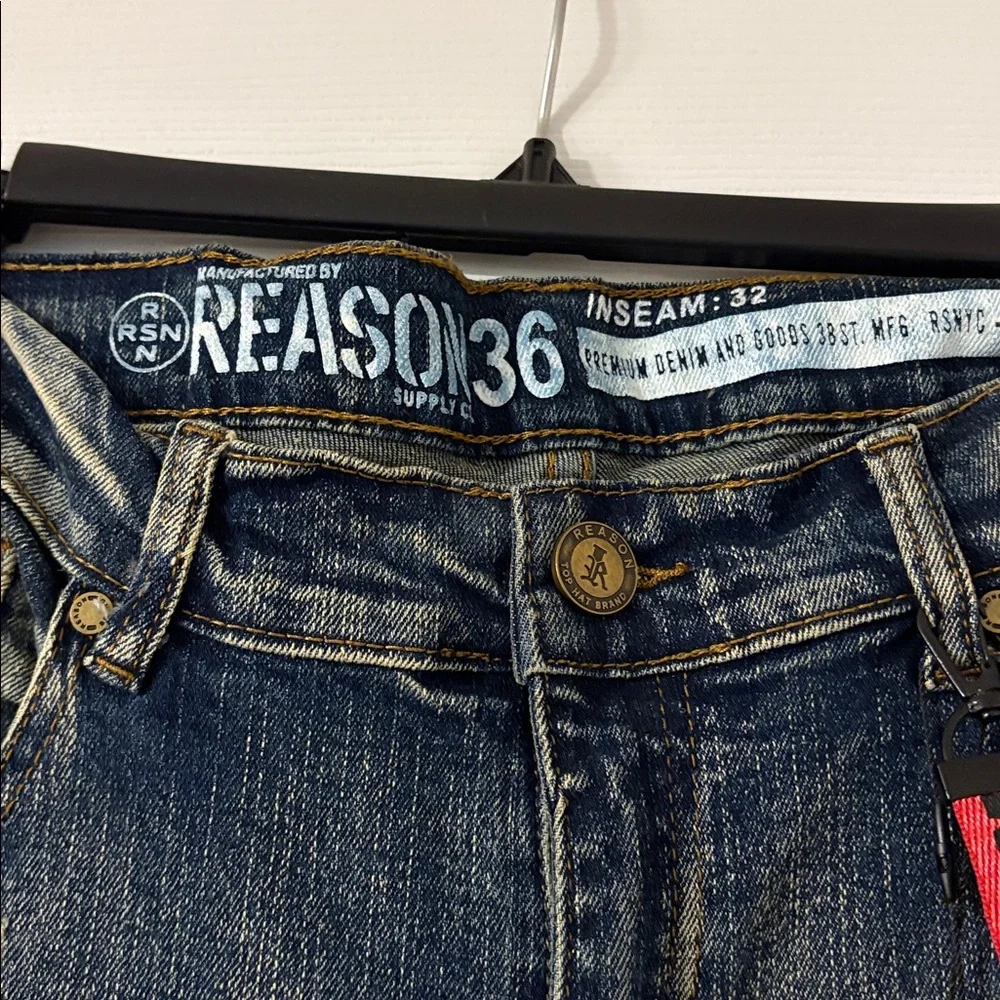 MANUFACTURED BY
R
RSN
N
REASON
SUPPLY C
36
INSEAM: 32
PREMIUM DENIM AND GOODS 38ST. MFG. RSNYC
REASON
TOP HAT BRAND